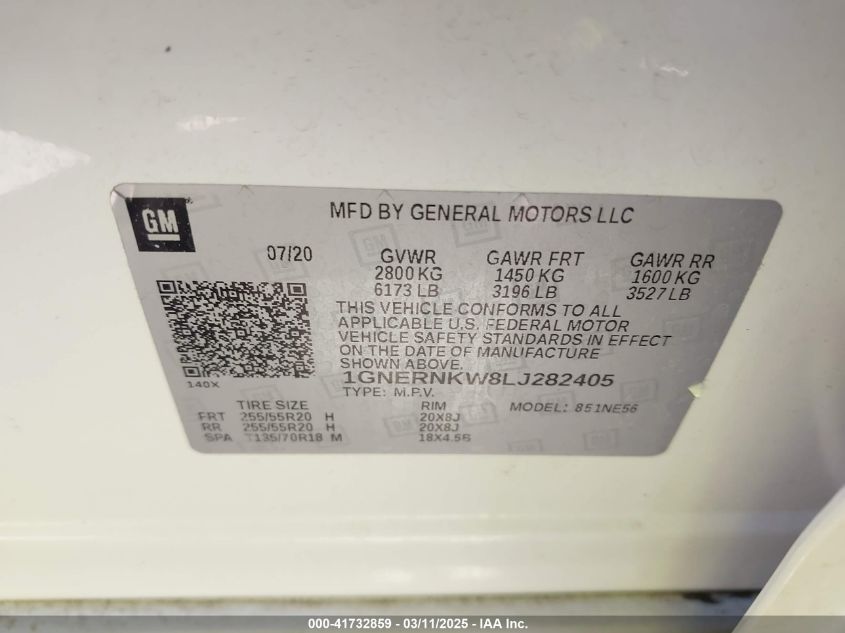 GM
MFD BY GENERAL MOTORS LLC
07/20 GVWR GAWR FRT GAWR RR
2800 KG 1450 KG 1600 KG
6173 LB 3196 LB 3527 LB
THIS VEHICLE CONFORMS TO ALL
APPLICABLE U.S. FEDERAL MOTOR
VEHICLE SAFETY STANDARDS IN EFFECT
ON THE DATE OF MANUFACTURE
SHOWN ABOVE.
1GNERNKW8LJ282405
140X
TYPE: M.P.V.
TIRE SIZE RIM MODEL: 851NE56
FRT 255/55R20 H 20X8J
RR 255/55R20 H 20X8J
SPA T135/70R18 M 18X4.5B
000-41732859 - 03/11/2025 - IAA Inc.